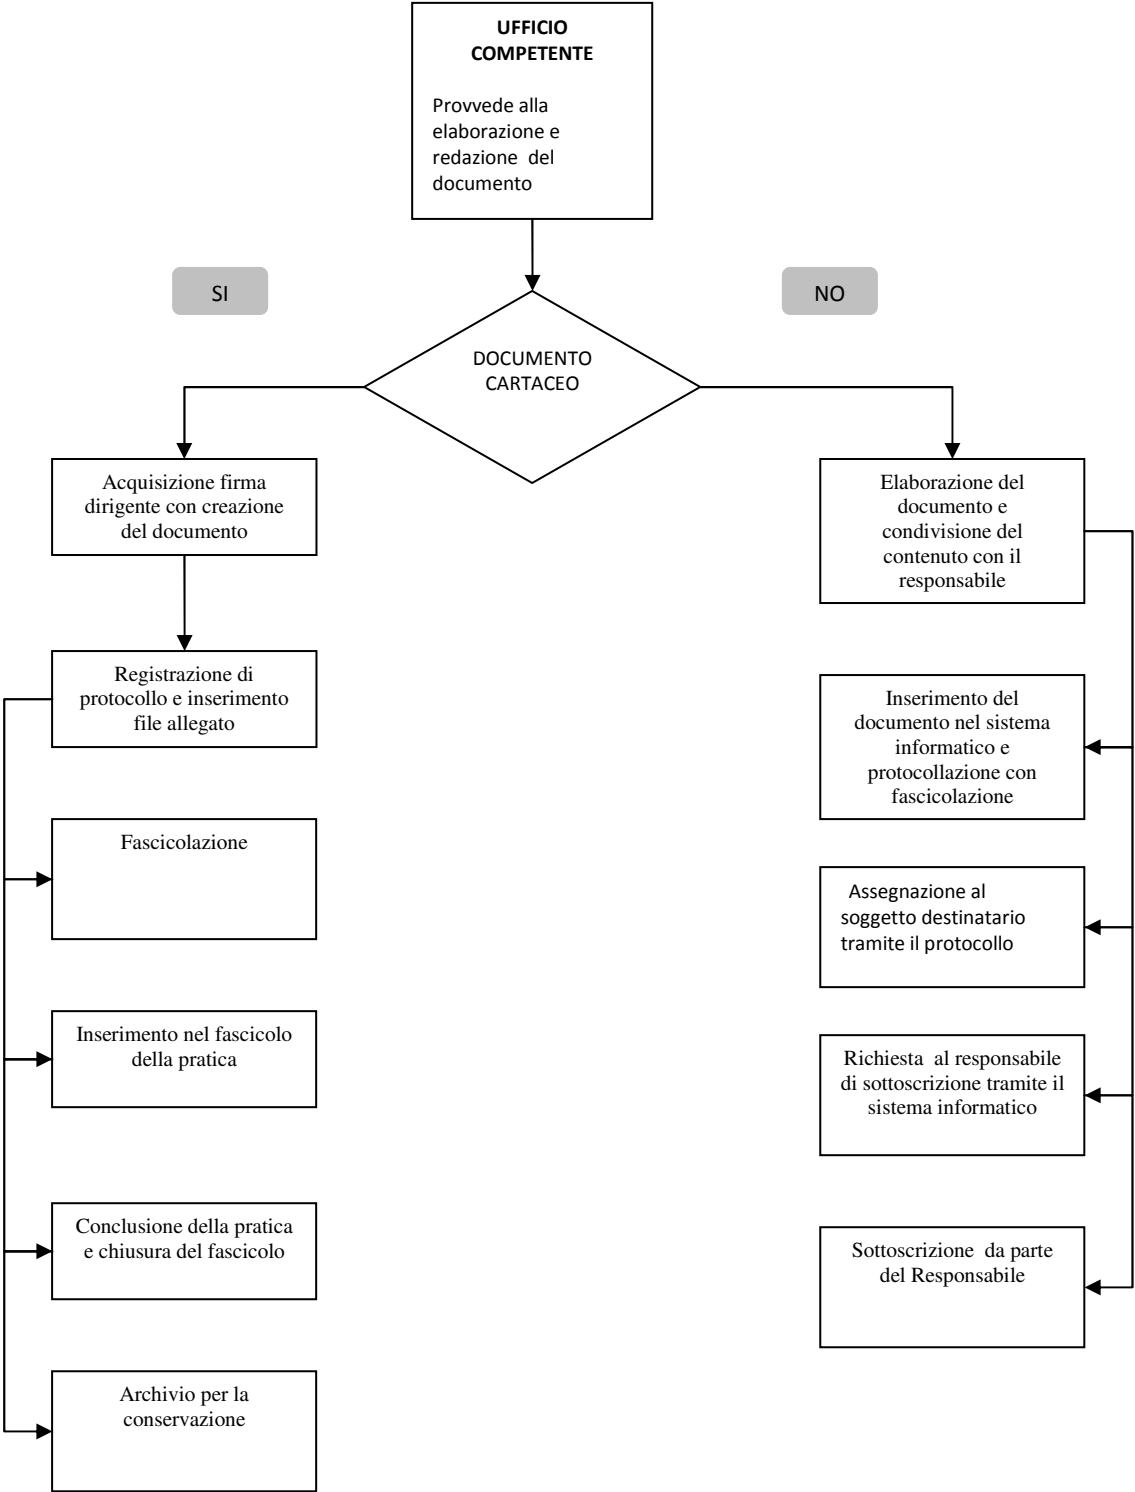 UFFICIO
COMPETENTE
Provvede alla
elaborazione e
redazione del
documento
SI
NO
DOCUMENTO
CARTACEO
Acquisizione firma
dirigente con creazione
del documento
Registrazione di
protocollo e inserimento
file allegato
Fascicolazione
Inserimento nel fascicolo
della pratica
Conclusione della pratica
e chiusura del fascicolo
Archivio per la
conservazione
Elaborazione del
documento e
condivisione del
contenuto con il
responsabile
Inserimento del
documento nel sistema
informatico e
protocollazione con
fascicolazione
Assegnazione al
soggetto destinatario
tramite il protocollo
Richiesta al responsabile
di sottoscrizione tramite il
sistema informatico
Sottoscrizione da parte
del Responsabile